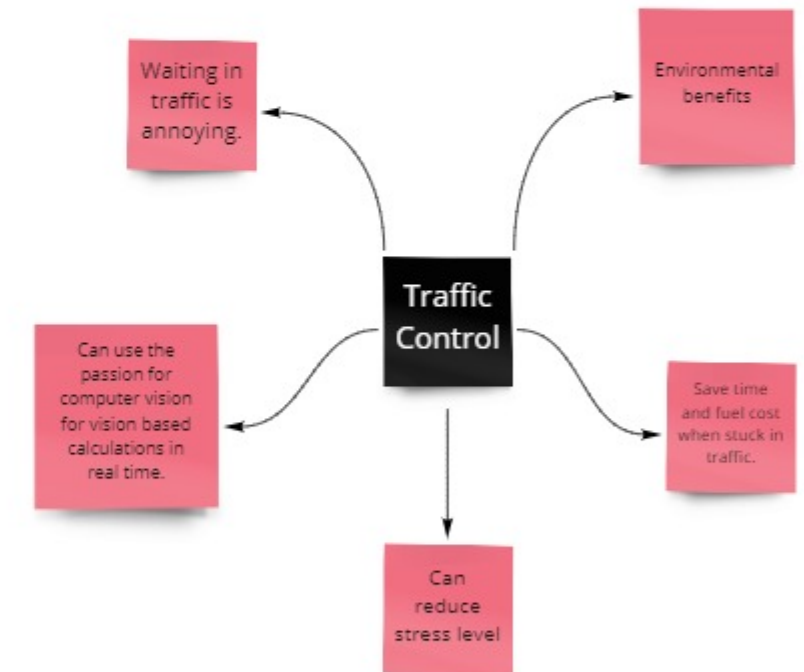 Waiting in
traffic is
annoying.
Environmental
benefits
Traffic
Control
Can use the
passion for
computer vision
for vision based
calculations in
real time.
Save time
and fuel cost
when stuck in
traffic.
Can
reduce
stress level